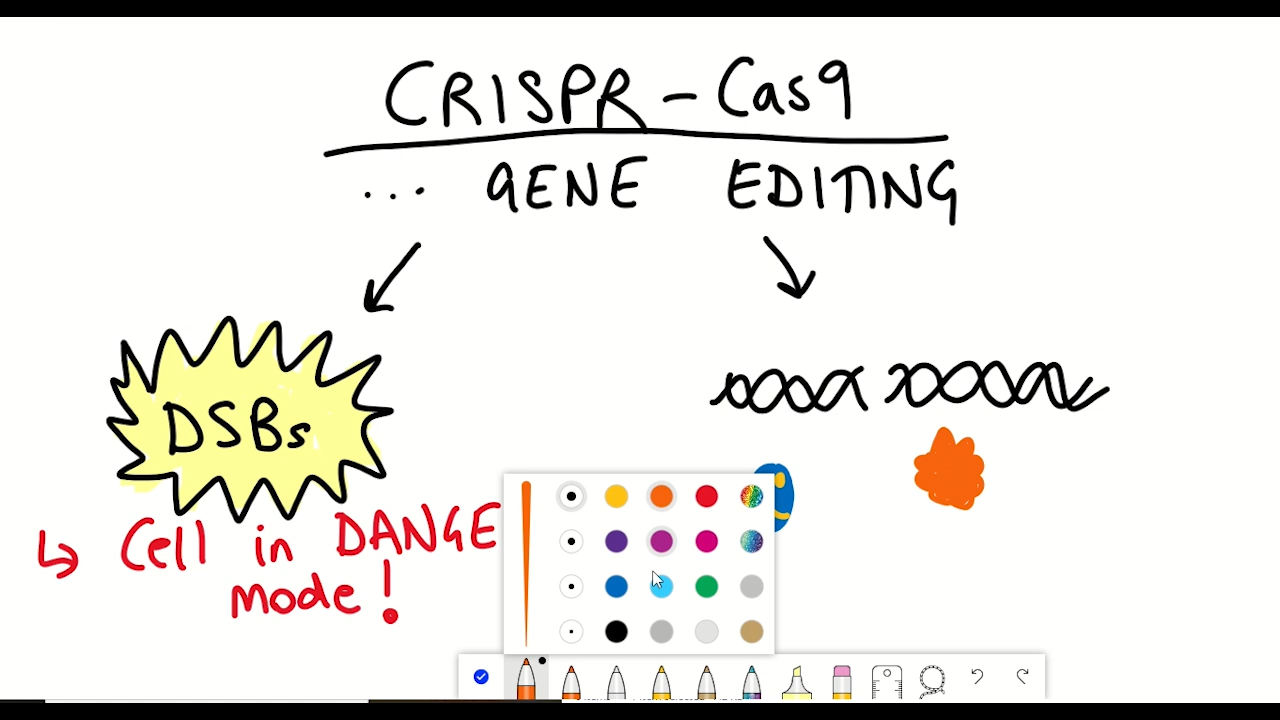 CRISPR-Cas9
... GENE EDITING
DSBs
↳ Cell in DANGE
mode!